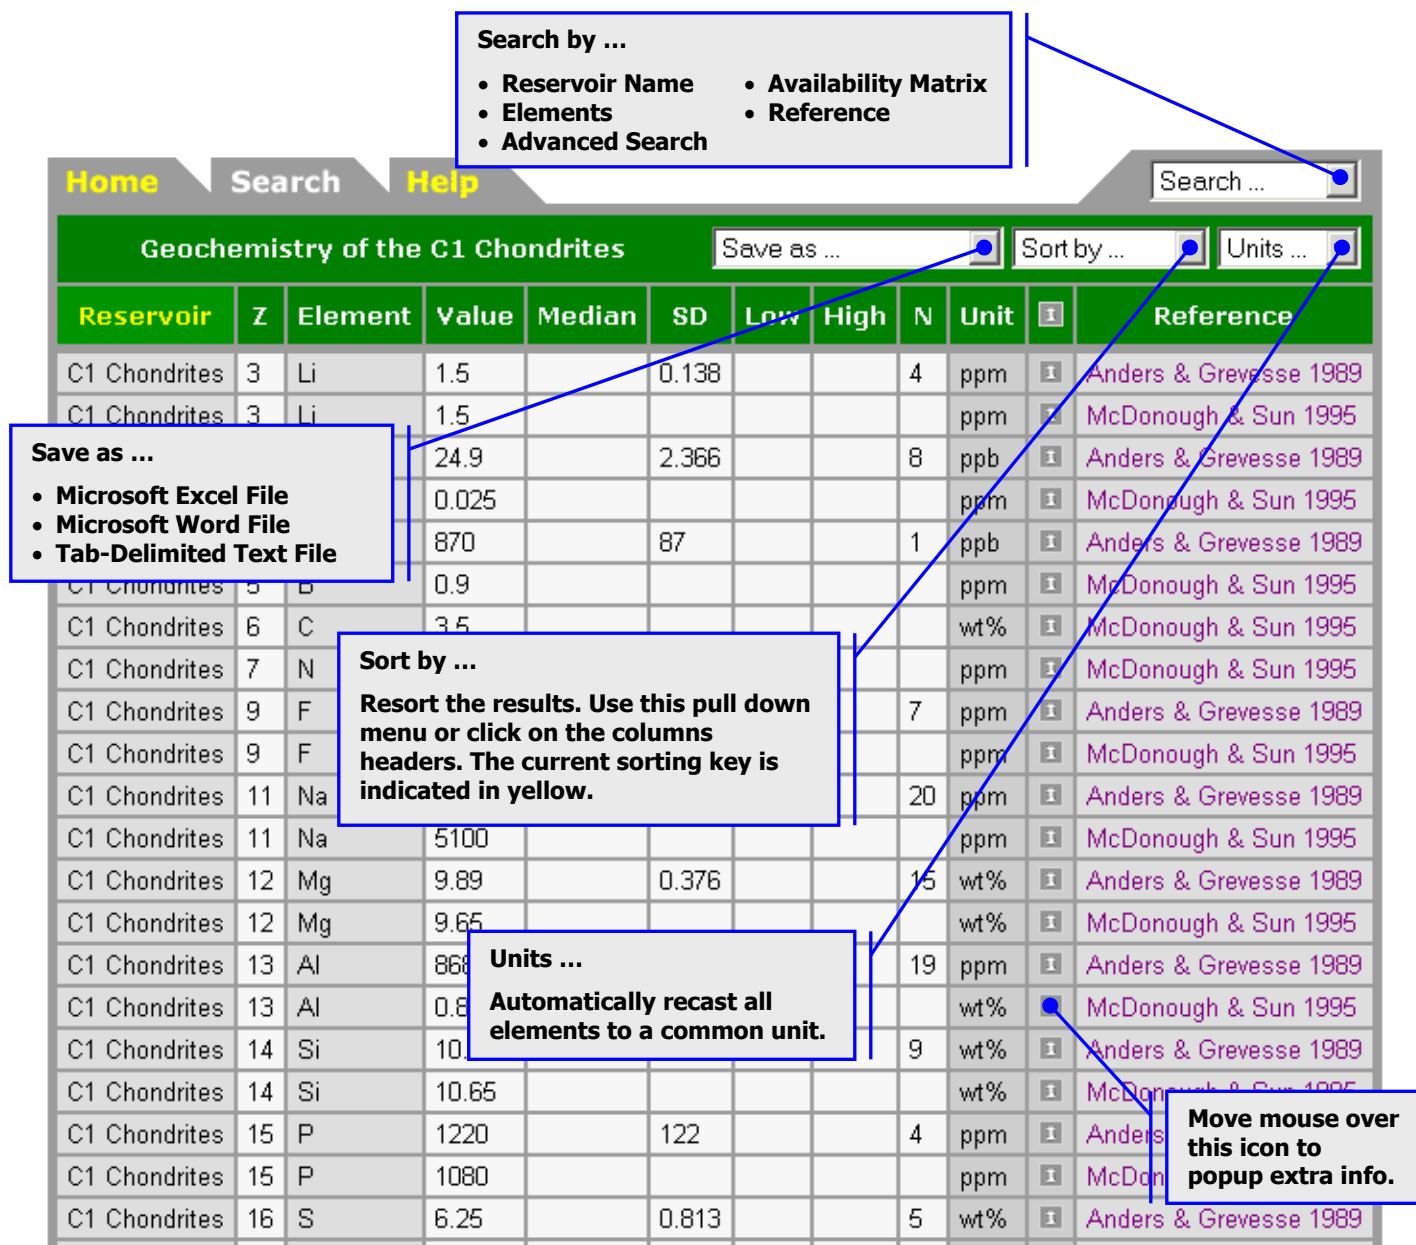 Search by ...
• Reservoir Name • Availability Matrix
• Elements • Reference
• Advanced Search
Home Search Help Search ...
Geochemistry of the C1 Chondrites Save as ... Sort by ... Units ...
Reservoir Z Element Value Median SD Low High N Unit Reference
C1 Chondrites 3 Li 1.5 0.138 4 ppm Anders & Grevesse 1989
C1 Chondrites 3 Li 1.5 ppm McDonough & Sun 1995
24.9 2.366 8 ppb Anders & Grevesse 1989
0.025 ppm McDonough & Sun 1995
870 87 1 ppb Anders & Grevesse 1989
C1 Chondrites 5 B 0.9 ppm McDonough & Sun 1995
Save as ...
• Microsoft Excel File
• Microsoft Word File
• Tab-Delimited Text File
C1 Chondrites 6 C 3.5 wt% McDonough & Sun 1995
C1 Chondrites 7 N ppm McDonough & Sun 1995
C1 Chondrites 9 F 7 ppm Anders & Grevesse 1989
C1 Chondrites 9 F ppm McDonough & Sun 1995
C1 Chondrites 11 Na 20 ppm Anders & Grevesse 1989
Sort by ...
Resort the results. Use this pull down
menu or click on the columns
headers. The current sorting key is
indicated in yellow.
C1 Chondrites 11 Na 5100 ppm McDonough & Sun 1995
C1 Chondrites 12 Mg 9.89 0.376 15 wt% Anders & Grevesse 1989
C1 Chondrites 12 Mg 9.65 wt% McDonough & Sun 1995
C1 Chondrites 13 Al 19 ppm Anders & Grevesse 1989
C1 Chondrites 13 Al wt% McDonough & Sun 1995
C1 Chondrites 14 Si 9 wt% Anders & Grevesse 1989
Units ...
Automatically recast all
elements to a common unit.
C1 Chondrites 14 Si 10.65 wt% McDonough & Sun 1995
C1 Chondrites 15 P 1220 122 4 ppm Anders
C1 Chondrites 15 P 1080 ppm
Move mouse over
this icon to
popup extra info.
C1 Chondrites 16 S 6.25 0.813 5 wt% Anders & Grevesse 1989